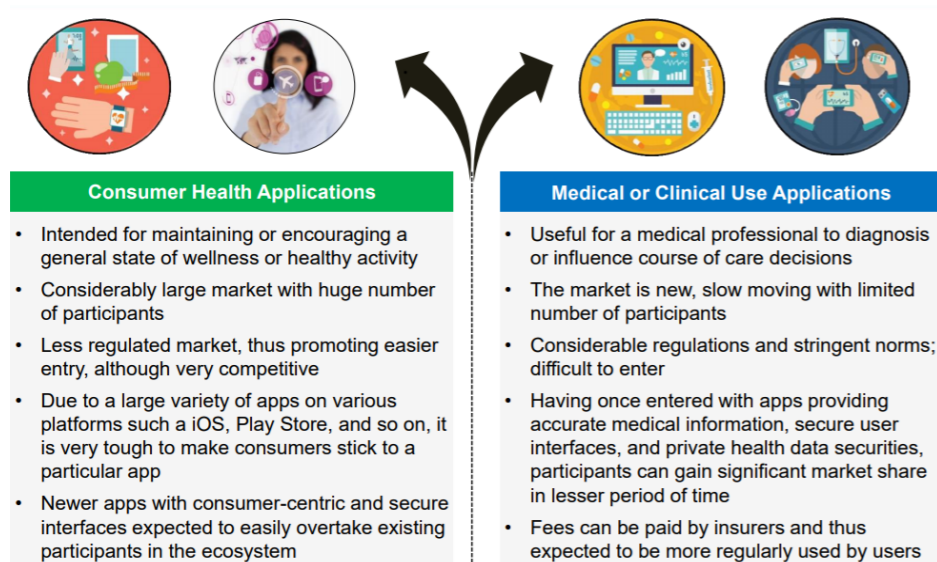 Consumer Health Applications
• Intended for maintaining or encouraging a
general state of wellness or healthy activity
• Considerably large market with huge number
of participants
• Less regulated market, thus promoting easier
entry, although very competitive
• Due to a large variety of apps on various
platforms such a iOS, Play Store, and so on, it
is very tough to make consumers stick to a
particular app
• Newer apps with consumer-centric and secure
interfaces expected to easily overtake existing
participants in the ecosystem
Medical or Clinical Use Applications
• Useful for a medical professional to diagnosis
or influence course of care decisions
• The market is new, slow moving with limited
number of participants
• Considerable regulations and stringent norms;
difficult to enter
• Having once entered with apps providing
accurate medical information, secure user
interfaces, and private health data securities,
participants can gain significant market share
in lesser period of time
• Fees can be paid by insurers and thus
expected to be more regularly used by users